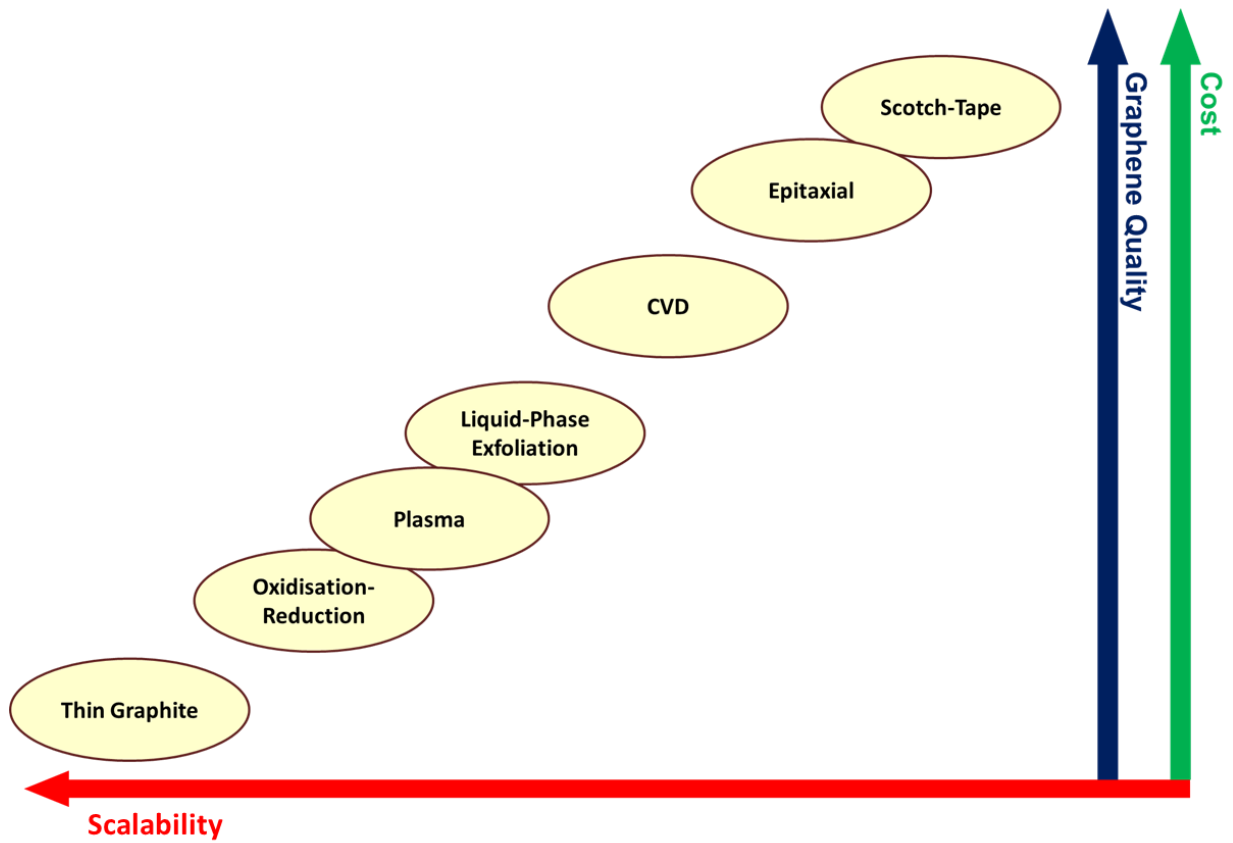 Scotch-Tape
Epitaxial
CVD
Liquid-Phase
Exfoliation
Plasma
Oxidisation-
Reduction
Thin Graphite
Graphene Quality
Cost
Scalability